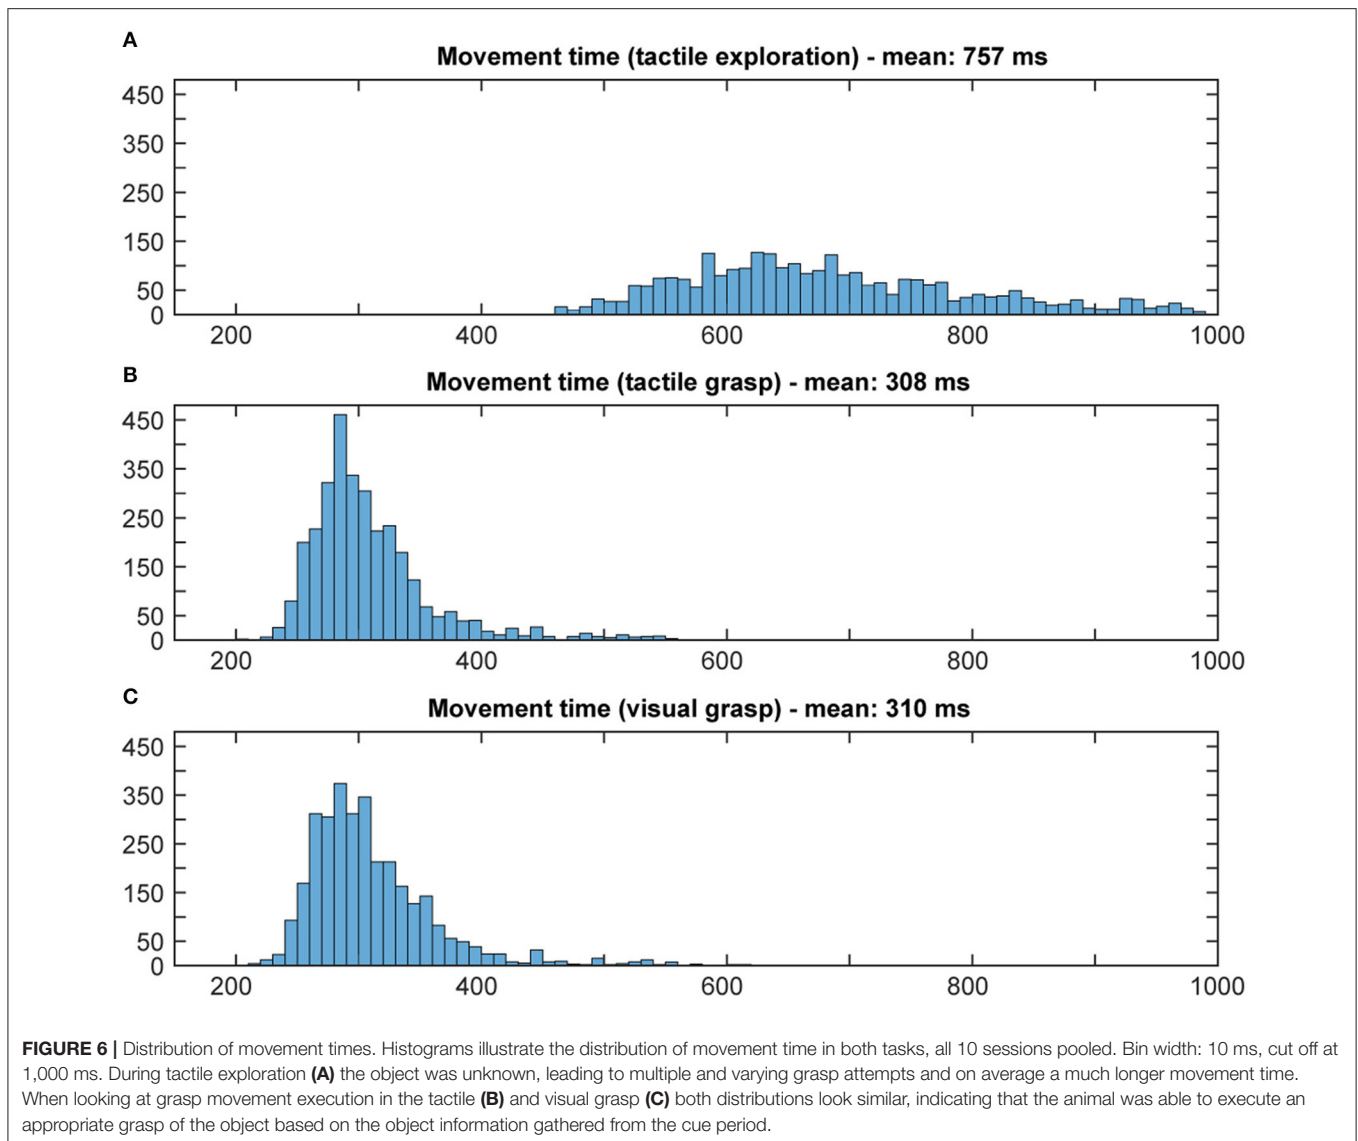 A
Movement time (tactile exploration) - mean: 757 ms
450
350
250
150
50
0
200 400 600 800 1000
B
Movement time (tactile grasp) - mean: 308 ms
450
350
250
150
50
0
200 400 600 800 1000
C
Movement time (visual grasp) - mean: 310 ms
450
350
250
150
50
0
200 400 600 800 1000
FIGURE 6 | Distribution of movement times. Histograms illustrate the distribution of movement time in both tasks, all 10 sessions pooled. Bin width: 10 ms, cut off at
1,000 ms. During tactile exploration (A) the object was unknown, leading to multiple and varying grasp attempts and on average a much longer movement time.
When looking at grasp movement execution in the tactile (B) and visual grasp (C) both distributions look similar, indicating that the animal was able to execute an
appropriate grasp of the object based on the object information gathered from the cue period.